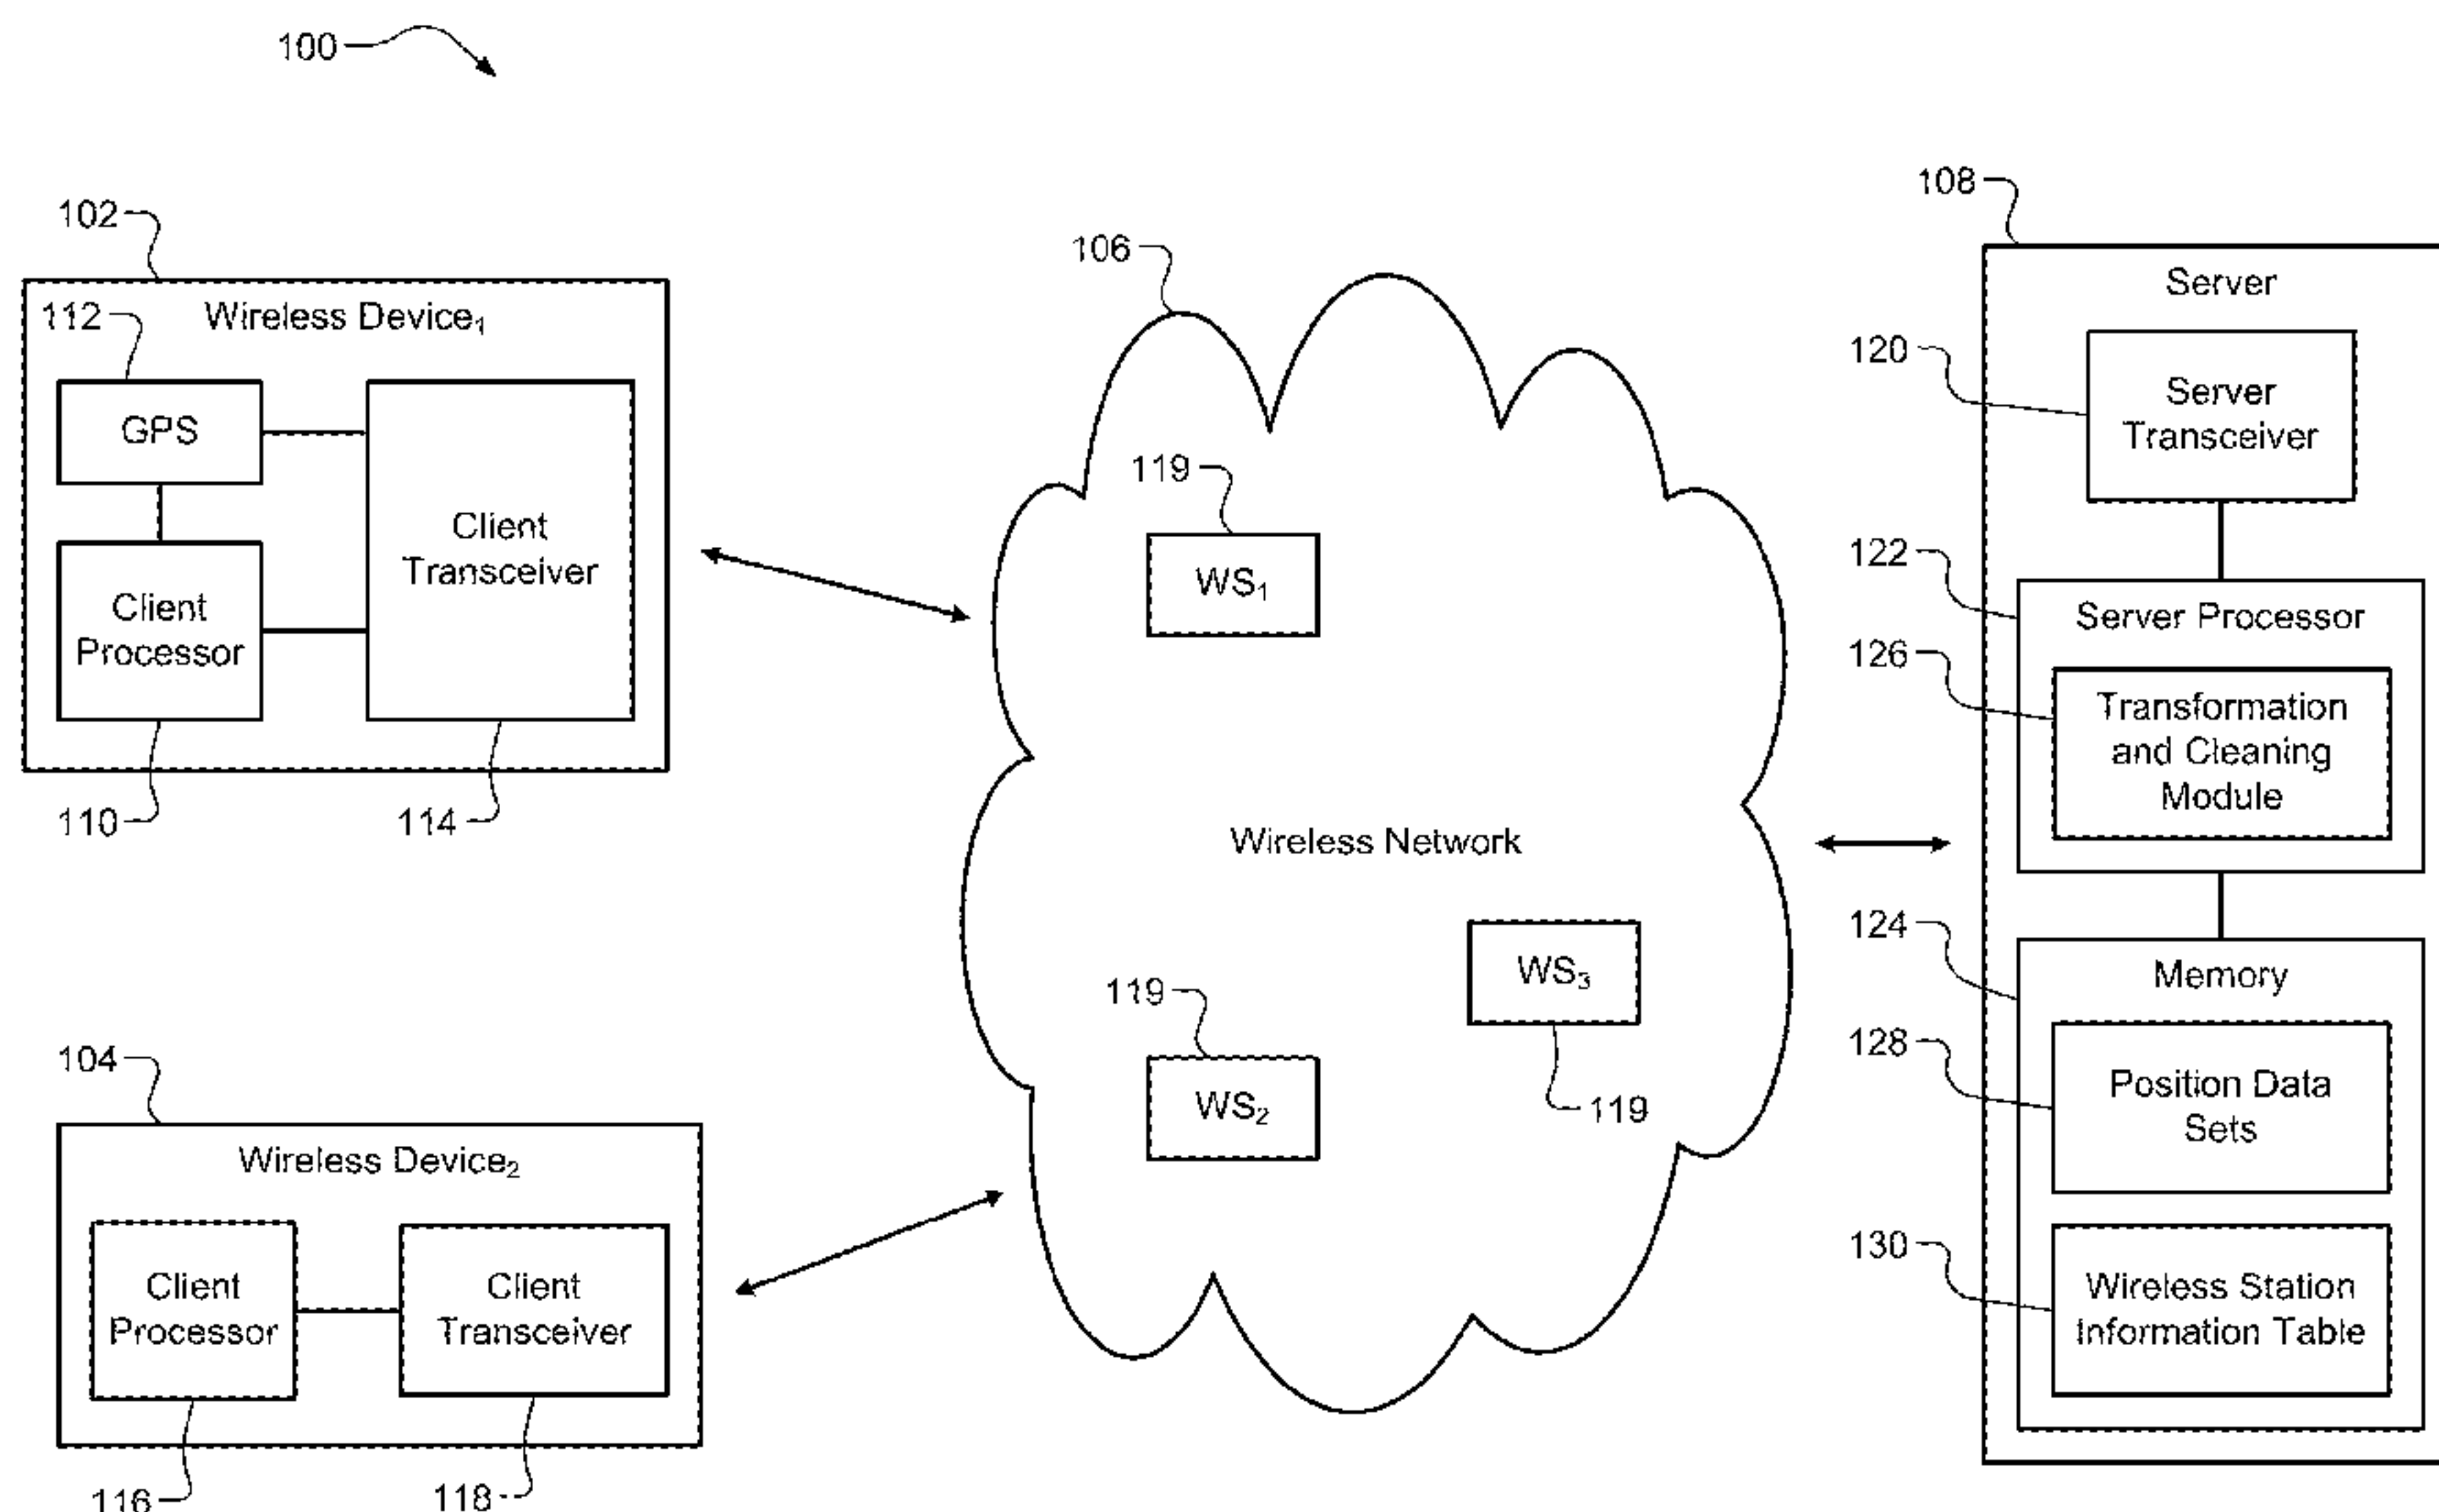 100
102
Wireless Device₁
112
GPS
Client
Processor
Client
Transceiver
110
114
104
Wireless Device₂
Client
Processor
Client
Transceiver
116
118
106
119
WS₁
Wireless Network
119
WS₂
WS₃
119
108
Server
120
Server
Transceiver
122
Server Processor
126
Transformation
and Cleaning
Module
124
Memory
128
Position Data
Sets
130
Wireless Station
Information Table